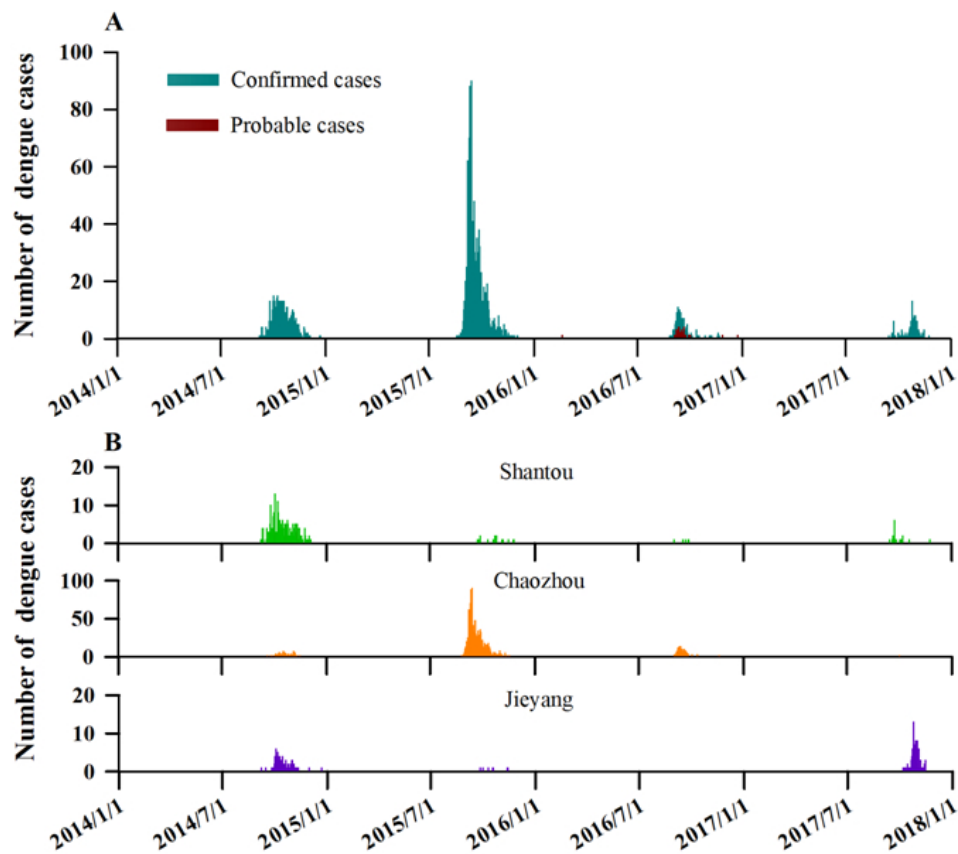 A
Number of dengue cases
100
80
60
40
20
0
Confirmed cases
Probable cases
2014/1/1 2014/7/1 2015/1/1 2015/7/1 2016/1/1 2016/7/1 2017/1/1 2017/7/1 2018/1/1
B
Number of dengue cases
Shantou
20
10
0
Chaozhou
100
50
0
Jieyang
20
10
0
2014/1/1 2014/7/1 2015/1/1 2015/7/1 2016/1/1 2016/7/1 2017/1/1 2017/7/1 2018/1/1